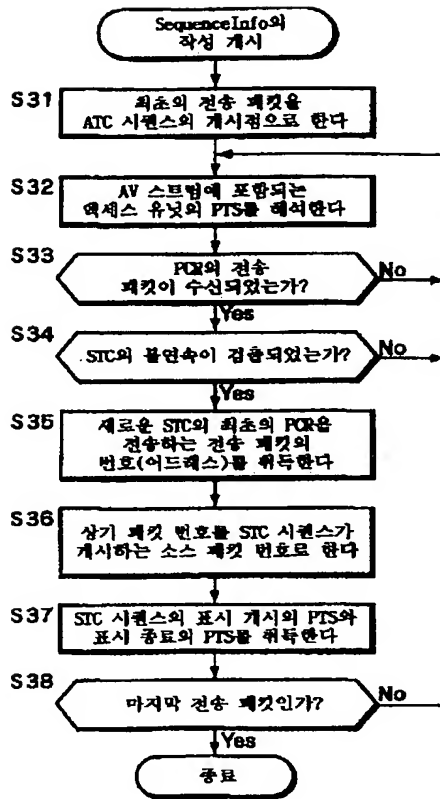 SequenceInfo의
작성 개시
S31
최초의 전송 패킷을
ATC 시퀀스의 개시점으로 한다
S32
AV 스트림에 포함되는
액세스 유닛의 PTS를 해석한다
S33
PCR의 전송
패킷이 수신되었는가?
No
Yes
S34
STC의 불연속이 검출되었는가?
No
Yes
S35
새로운 STC의 최초의 PCR을
전송하는 전송 패킷의
번호(어드레스)를 취득한다
S36
상기 패킷 번호를 STC 시퀀스가
개시하는 소스 패킷 번호로 한다
S37
STC 시퀀스의 표시 개시의 PTS와
표시 종료의 PTS를 취득한다
S38
마지막 전송 패킷인가?
No
Yes
종료